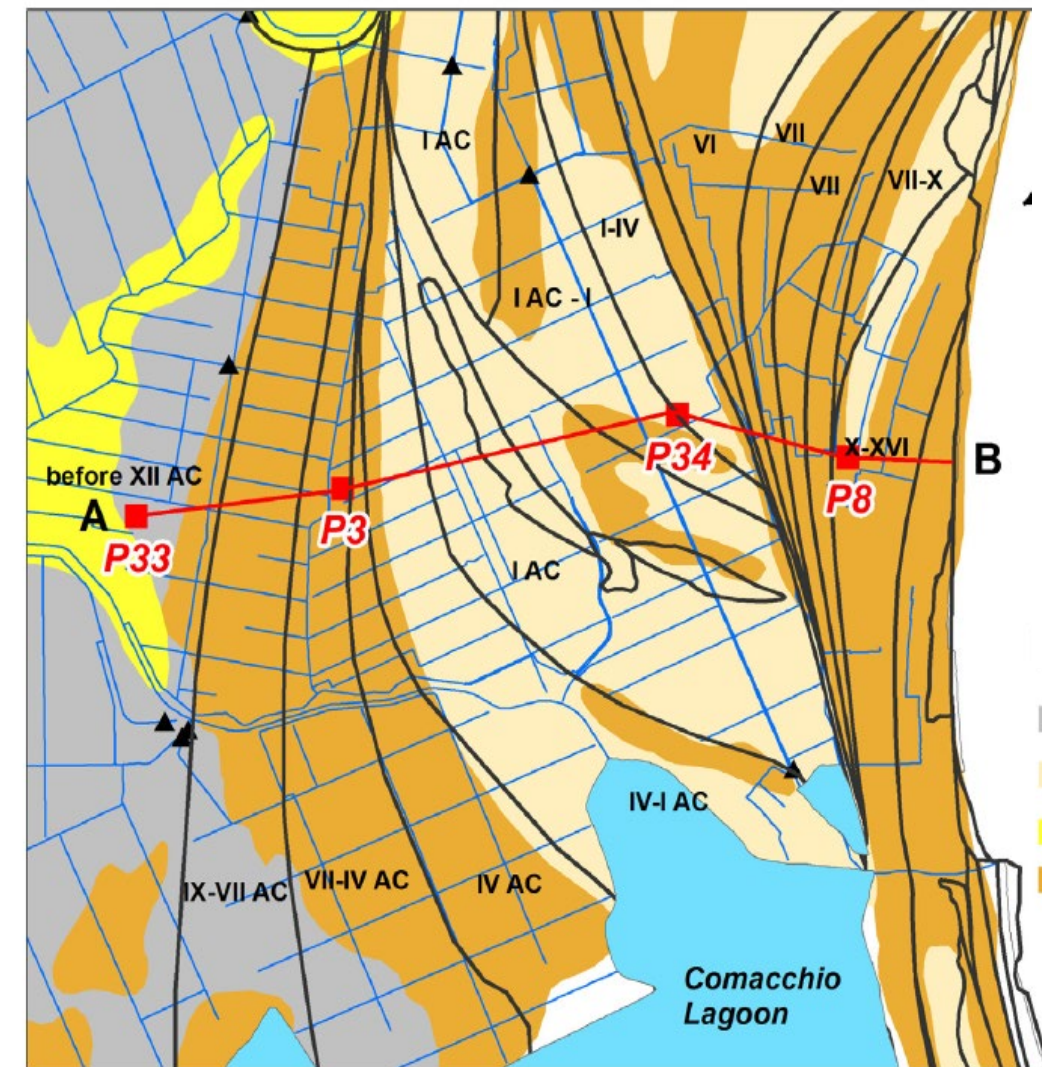 I AC
VI
VII
VII
VII-X
I-IV
I AC - I
before XII AC
X-XVI
A
B
P33
P3
P34
P8
I AC
IV-I AC
IX-VII AC
VII-IV AC
IV AC
Comacchio
Lagoon